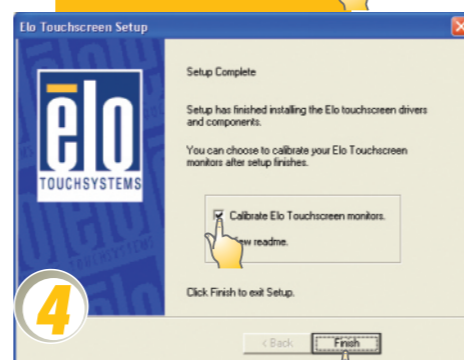 Elo Touchscreen Setup
Setup Complete
Setup has finished installing the Elo touchscreen drivers
and components.
You can choose to calibrate your Elo Touchscreen
monitors after setup finishes.
ēlo
TOUCHSYSTEMS
Calibrate Elo Touchscreen monitors.
readme.
Click Finish to exit Setup.
4
< Back
Finish